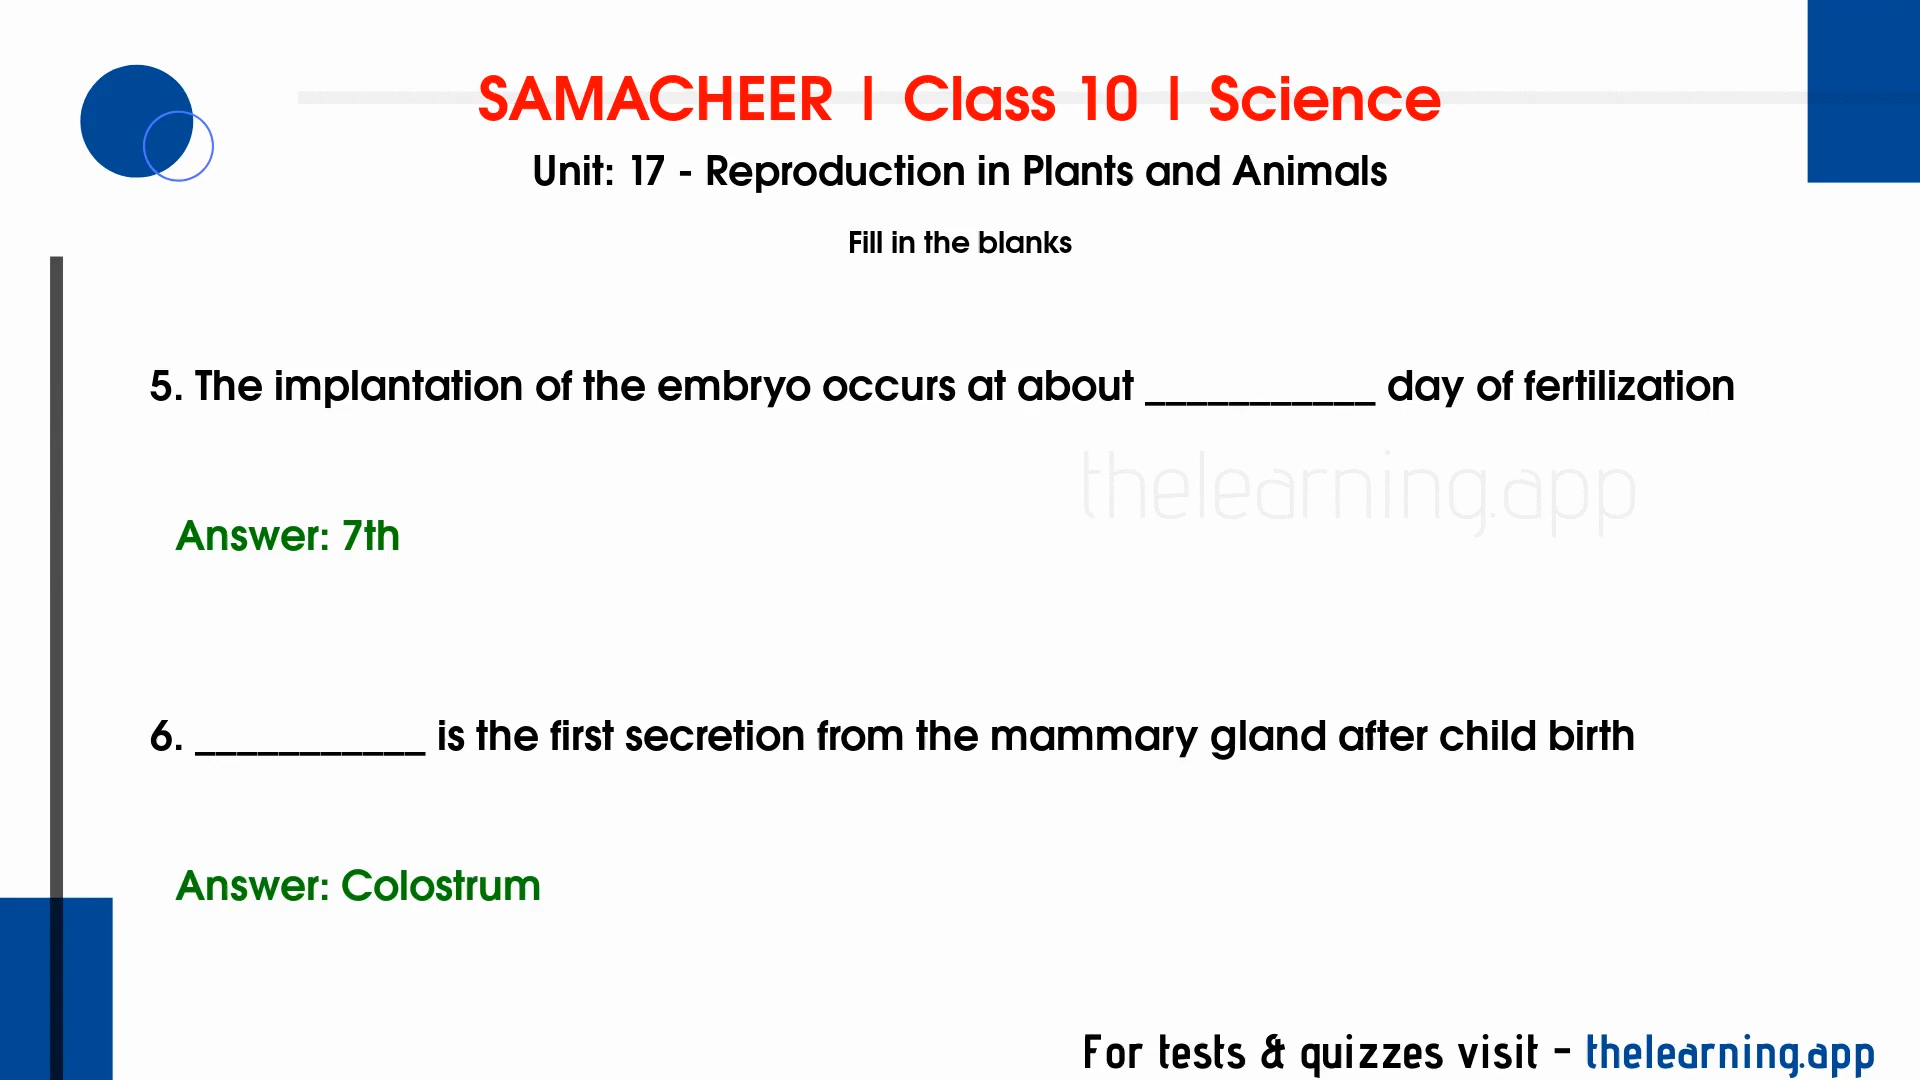 SAMACHEER | Class 10 | Science
Unit: 17 - Reproduction in Plants and Animals
Fill in the blanks
5. The implantation of the embryo occurs at about ___________ day of fertilization
thelearning.app
Answer: 7th
6. ___________ is the first secretion from the mammary gland after child birth
Answer: Colostrum
For tests & quizzes visit - thelearning.app